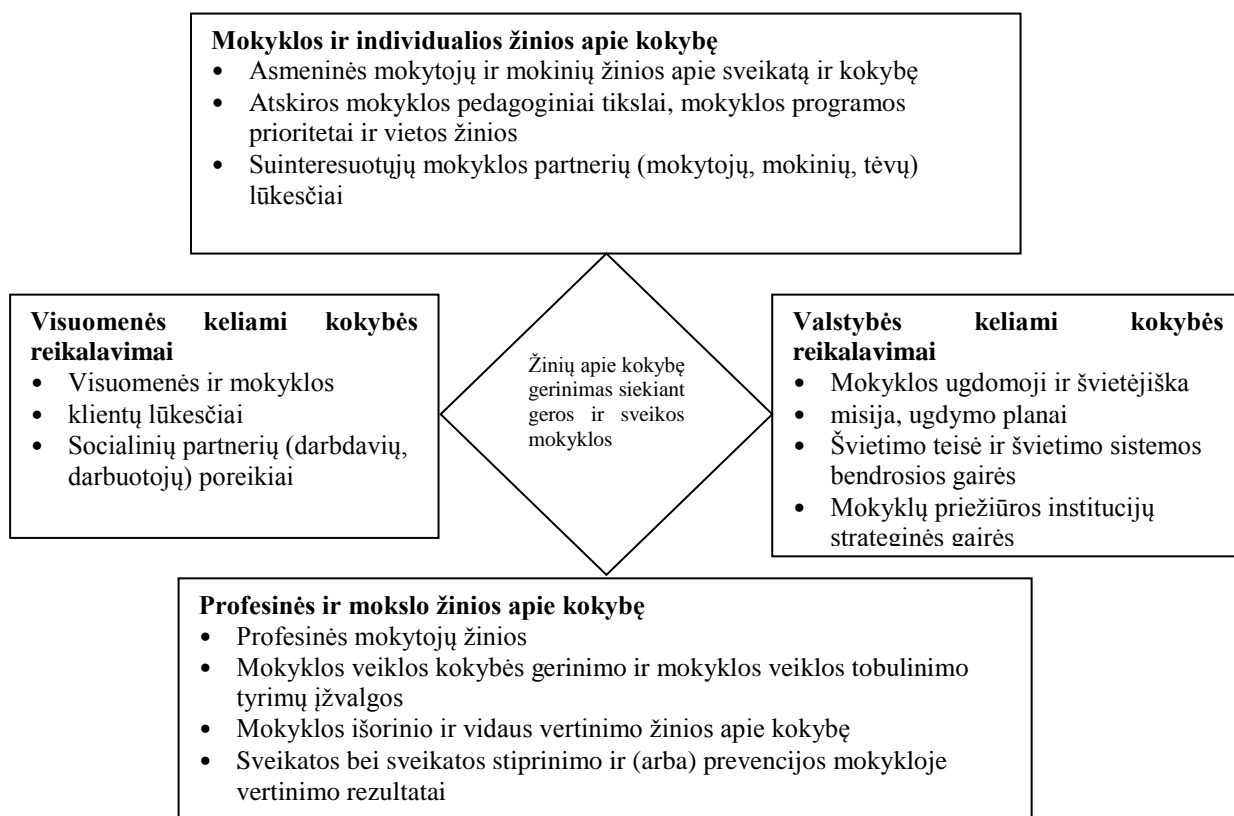 Mokyklos ir individualios žinios apie kokybę
• Asmeninės mokytojų ir mokinių žinios apie sveikatą ir kokybę
• Atskiros mokyklos pedagoginiai tikslai, mokyklos programos
prioritetai ir vietos žinios
• Suinteresuotųjų mokyklos partnerių (mokytojų, mokinių, tėvų)
lūkesčiai
Visuomenės keliami kokybės
reikalavimai
• Visuomenės ir mokyklos
• klientų lūkesčiai
• Socialinių partnerių (darbdavių,
darbuotojų) poreikiai
Žinių apie kokybę
gerinimas siekiant
geros ir sveikos
mokyklos
Valstybės keliami kokybės
reikalavimai
• Mokyklos ugdomoji ir švietėjiška
• misija, ugdymo planai
• Švietimo teisė ir švietimo sistemos
bendrosios gairės
• Mokyklų priežiūros institucijų
strateginės gairės
Profesinės ir mokslo žinios apie kokybę
• Profesinės mokytojų žinios
• Mokyklos veiklos kokybės gerinimo ir mokyklos veiklos tobulinimo
tyrimų įžvalgos
• Mokyklos išorinio ir vidaus vertinimo žinios apie kokybę
• Sveikatos bei sveikatos stiprinimo ir (arba) prevencijos mokykloje
vertinimo rezultatai